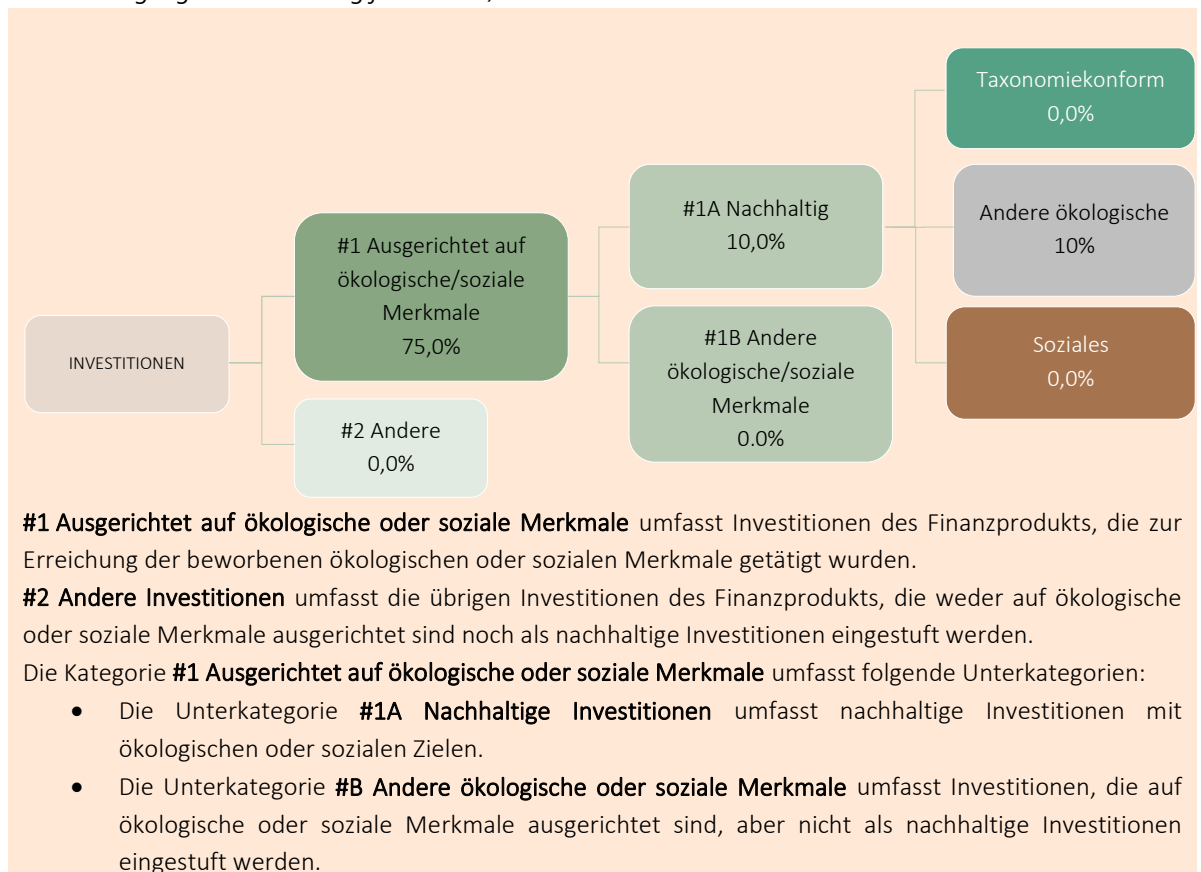 Taxonomiekonform
0,0%
#1A Nachhaltig
10,0%
Andere ökologische
10%
#1 Ausgerichtet auf
ökologische/soziale
Merkmale
75,0%
#1B Andere
ökologische/soziale
Merkmale
0.0%
Soziales
0,0%
INVESTITIONEN
#2 Andere
0,0%
#1 Ausgerichtet auf ökologische oder soziale Merkmale umfasst Investitionen des Finanzprodukts, die zur
Erreichung der beworbenen ökologischen oder sozialen Merkmale getätigt wurden.
#2 Andere Investitionen umfasst die übrigen Investitionen des Finanzprodukts, die weder auf ökologische
oder soziale Merkmale ausgerichtet sind noch als nachhaltige Investitionen eingestuft werden.
Die Kategorie #1 Ausgerichtet auf ökologische oder soziale Merkmale umfasst folgende Unterkategorien:
• Die Unterkategorie #1A Nachhaltige Investitionen umfasst nachhaltige Investitionen mit
ökologischen oder sozialen Zielen.
• Die Unterkategorie #B Andere ökologische oder soziale Merkmale umfasst Investitionen, die auf
ökologische oder soziale Merkmale ausgerichtet sind, aber nicht als nachhaltige Investitionen
eingestuft werden.